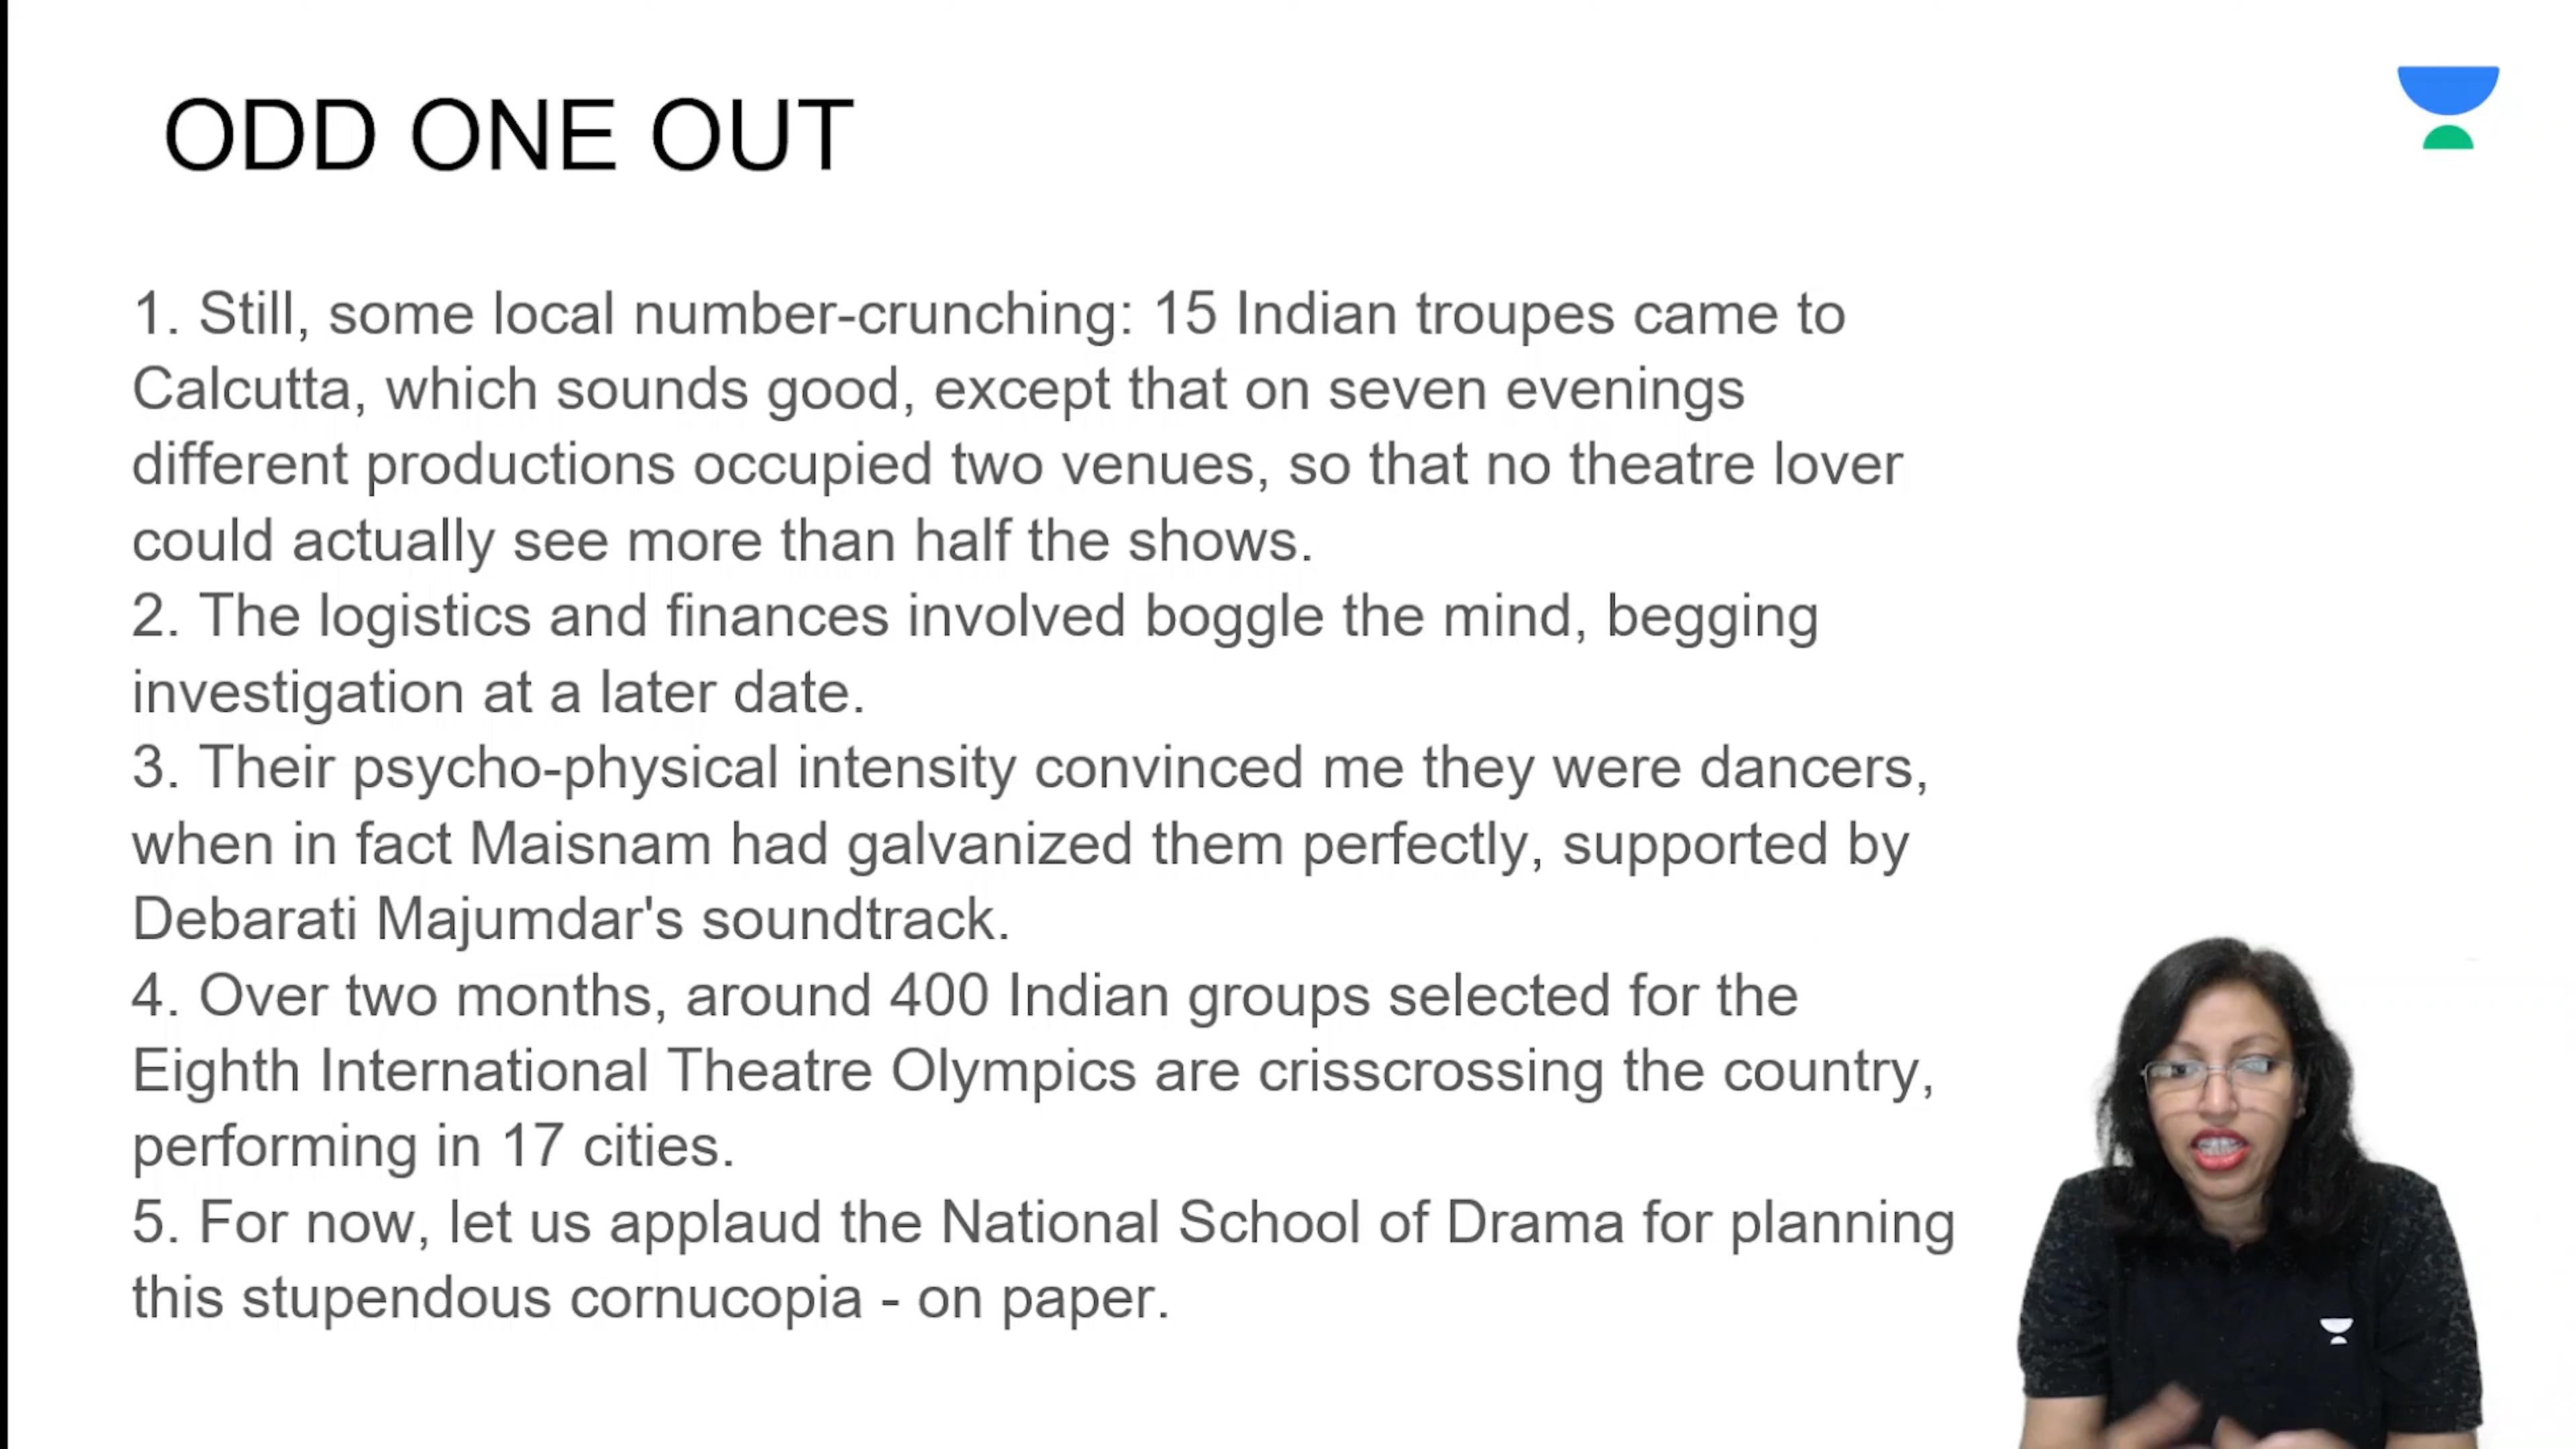 ODD ONE OUT
1. Still, some local number-crunching: 15 Indian troupes came to
Calcutta, which sounds good, except that on seven evenings
different productions occupied two venues, so that no theatre lover
could actually see more than half the shows.
2. The logistics and finances involved boggle the mind, begging
investigation at a later date.
3. Their psycho-physical intensity convinced me they were dancers,
when in fact Maisnam had galvanized them perfectly, supported by
Debarati Majumdar's soundtrack.
4. Over two months, around 400 Indian groups selected for the
Eighth International Theatre Olympics are crisscrossing the country,
performing in 17 cities.
5. For now, let us applaud the National School of Drama for planning
this stupendous cornucopia - on paper.